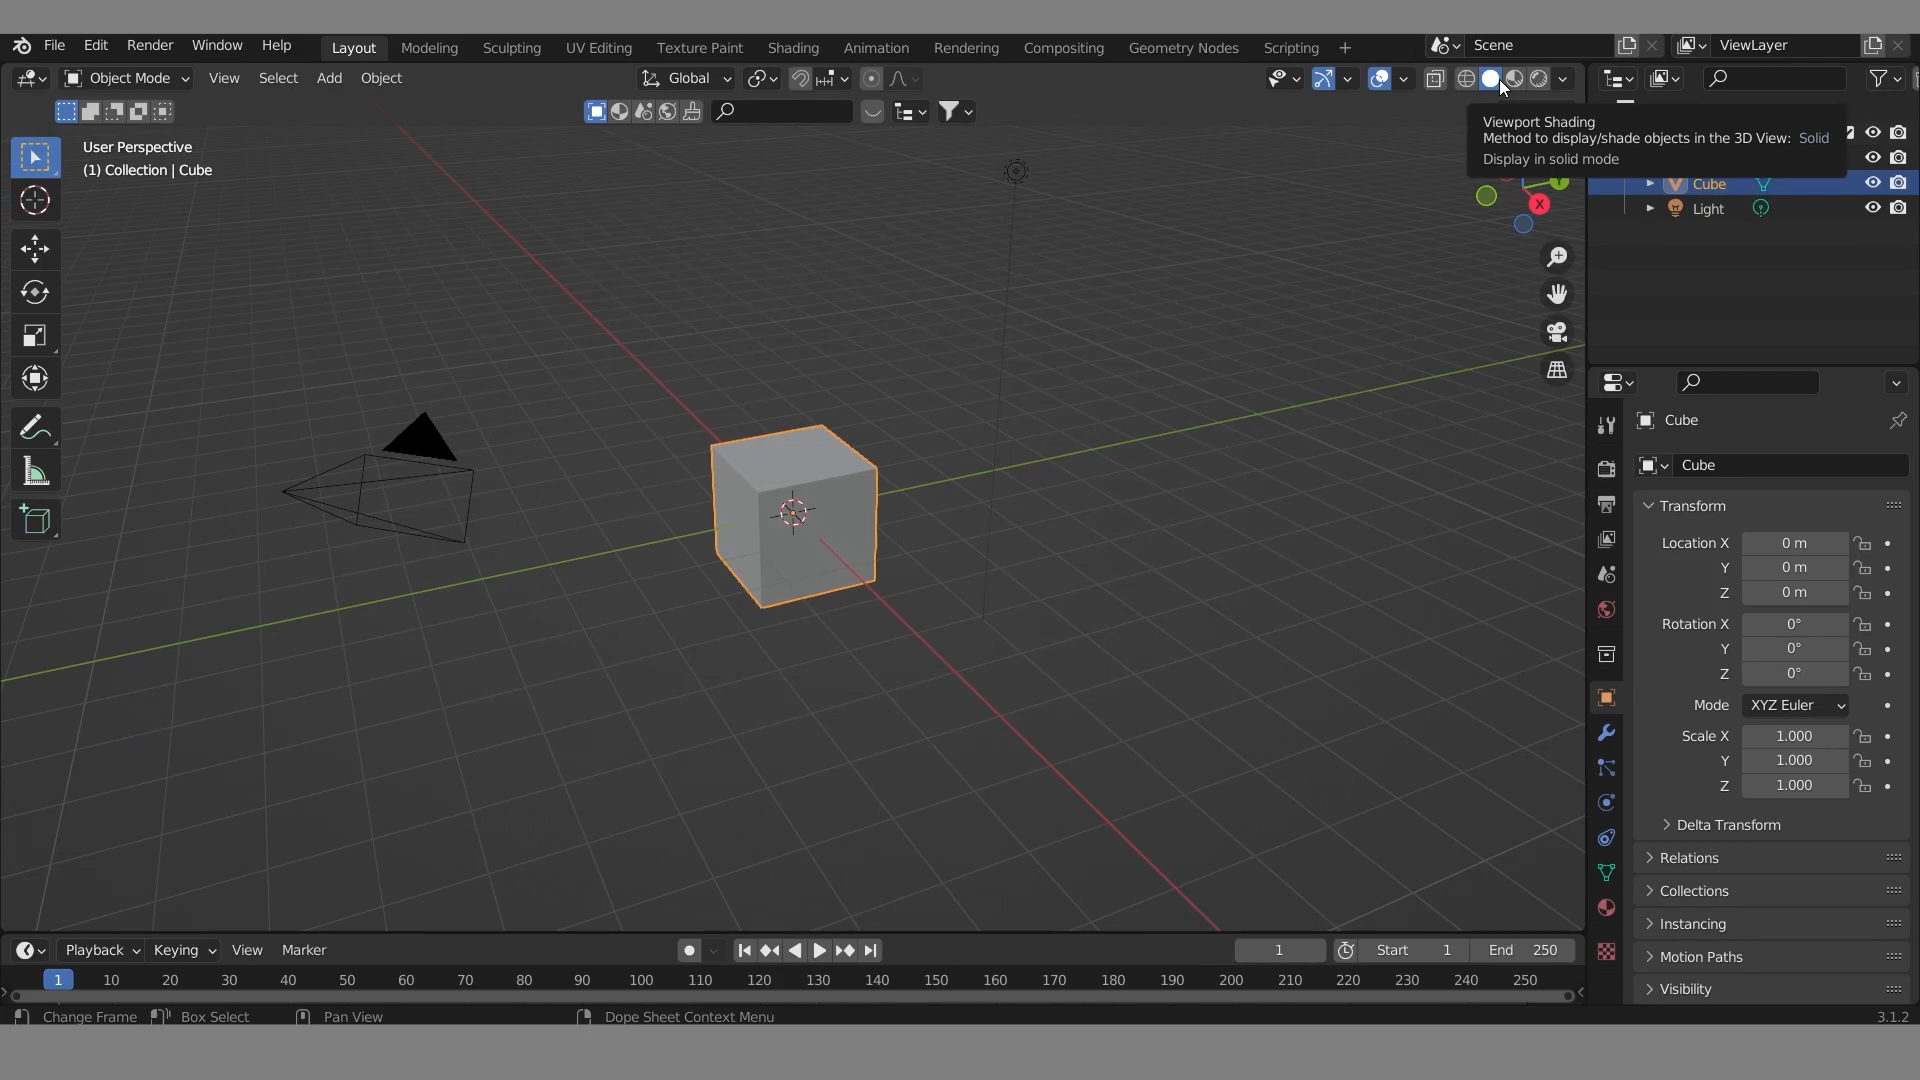 File Edit Render Window Help Layout Modeling Sculpting UV Editing Texture Paint Shading Animation Rendering Compositing Geometry Nodes Scripting + Scene ViewLayer
Object Mode View Select Add Object Global
User Perspective
(1) Collection | Cube
Viewport Shading
Method to display/shade objects in the 3D View: Solid
Display in solid mode
Y
X
Cube
Light
Cube
Cube
Transform
Location X 0 m
Y 0 m
Z 0 m
Rotation X 0°
Y 0°
Z 0°
Mode XYZ Euler
Scale X 1.000
Y 1.000
Z 1.000
Delta Transform
Relations
Collections
Instancing
Motion Paths
Visibility
Playback Keying View Marker 1 Start 1 End 250
1 10 20 30 40 50 60 70 80 90 100 110 120 130 140 150 160 170 180 190 200 210 220 230 240 250
Change Frame Box Select Pan View Dope Sheet Context Menu 3.1.2